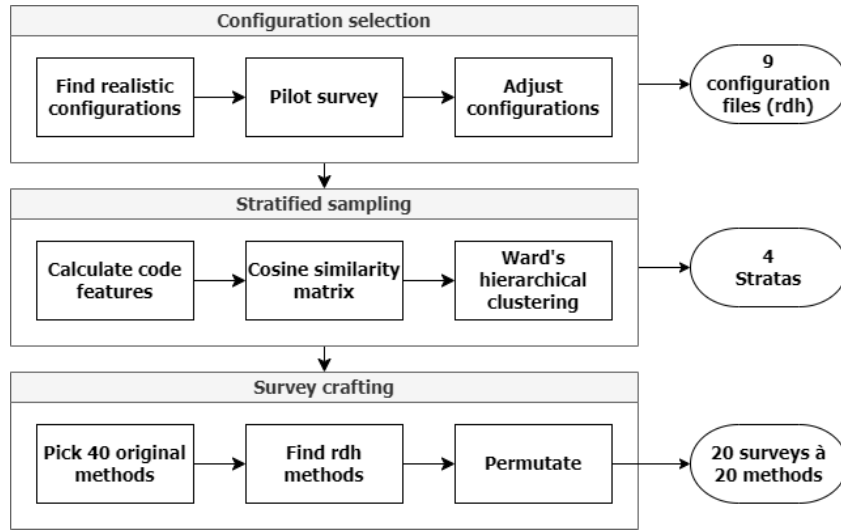 Configuration selection
Find realistic
configurations
Pilot survey
Adjust
configurations
9
configuration
files (rdh)
Stratified sampling
Calculate code
features
Cosine similarity
matrix
Ward's
hierarchical
clustering
4
Stratas
Survey crafting
Pick 40 original
methods
Find rdh
methods
Permutate
20 surveys à
20 methods